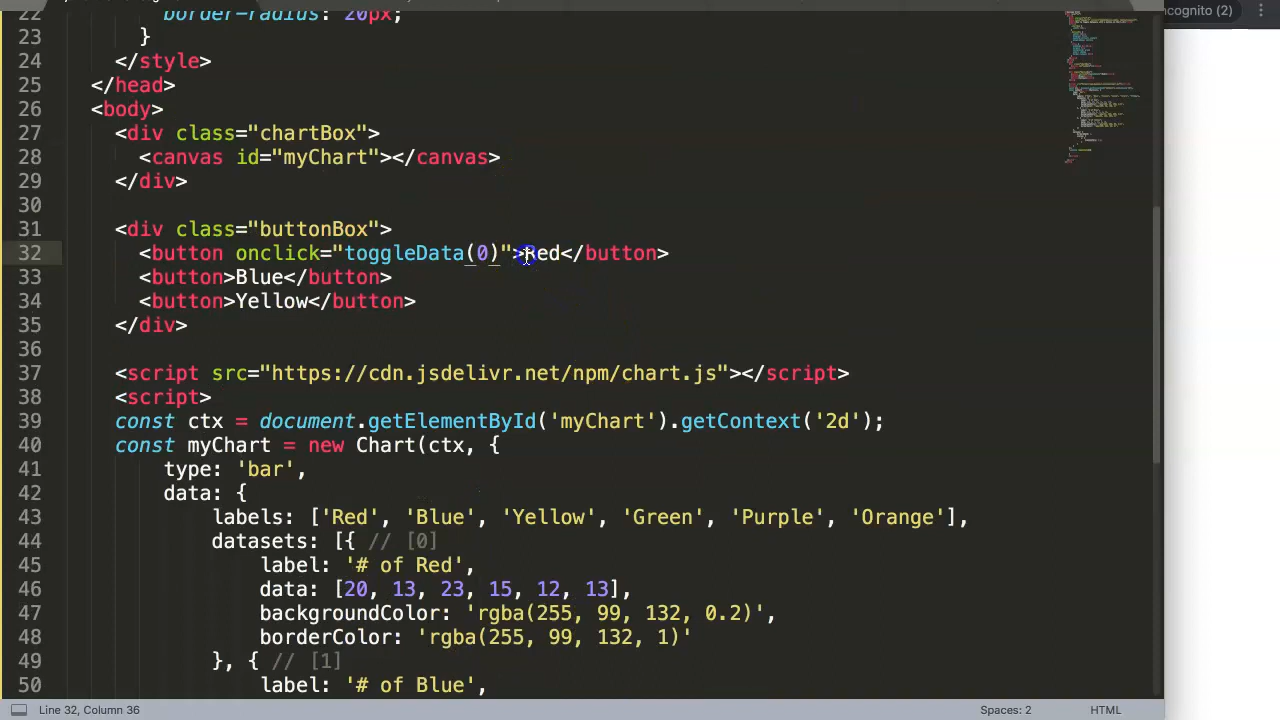 22 border-radius: 20px;
23 }
24 </style>
25 </head>
26 <body>
27 <div class="chartBox">
28 <canvas id="myChart"></canvas>
29 </div>
30
31 <div class="buttonBox">
32 <button onclick="toggleData(0)">Red</button>
33 <button>Blue</button>
34 <button>Yellow</button>
35 </div>
36
37 <script src="https://cdn.jsdelivr.net/npm/chart.js"></script>
38 <script>
39 const ctx = document.getElementById('myChart').getContext('2d');
40 const myChart = new Chart(ctx, {
41 type: 'bar',
42 data: {
43 labels: ['Red', 'Blue', 'Yellow', 'Green', 'Purple', 'Orange'],
44 datasets: [{ // [0]
45 label: '# of Red',
46 data: [20, 13, 23, 15, 12, 13],
47 backgroundColor: 'rgba(255, 99, 132, 0.2)',
48 borderColor: 'rgba(255, 99, 132, 1)'
49 }, { // [1]
50 label: '# of Blue',
Line 32, Column 36
Spaces: 2
HTML
cognito (2)